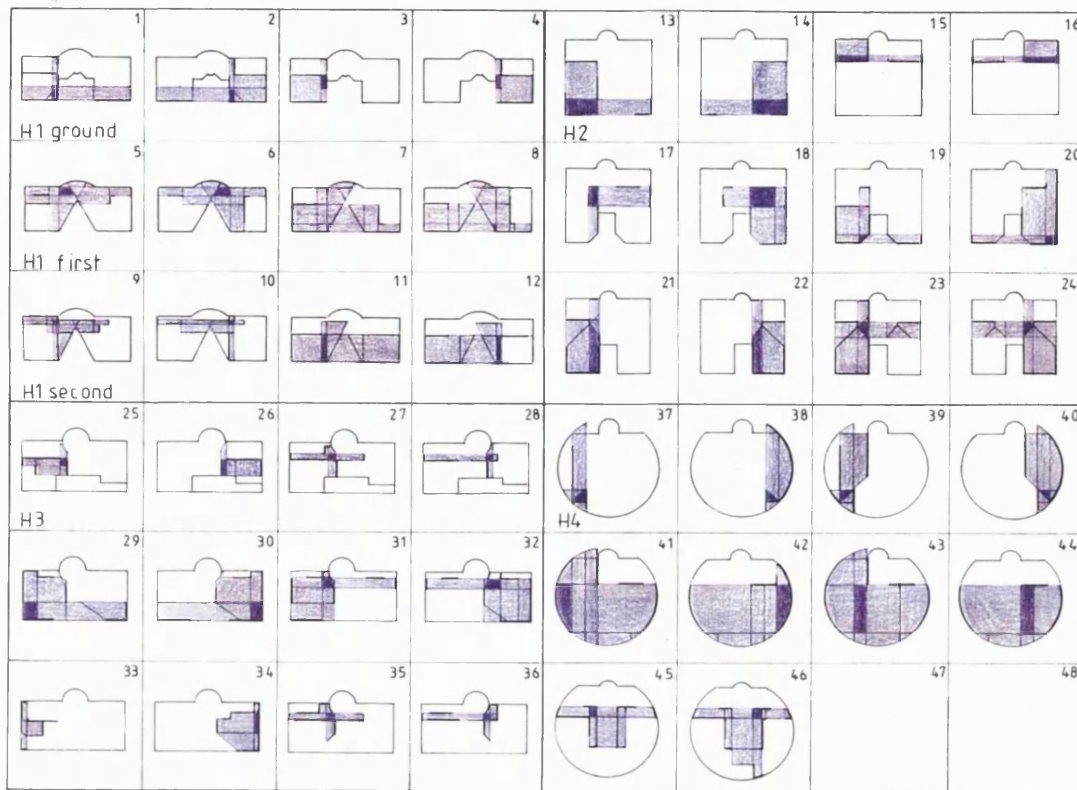 1 2 3 4 13 14 15 16
H1 ground H2
5 6 7 8 17 18 19 20
H1 first
9 10 11 12 21 22 23 24
H1 second
25 26 27 28 37 38 39 40
H3 H4
29 30 31 32 41 42 43 44
33 34 35 36 45 46 47 48